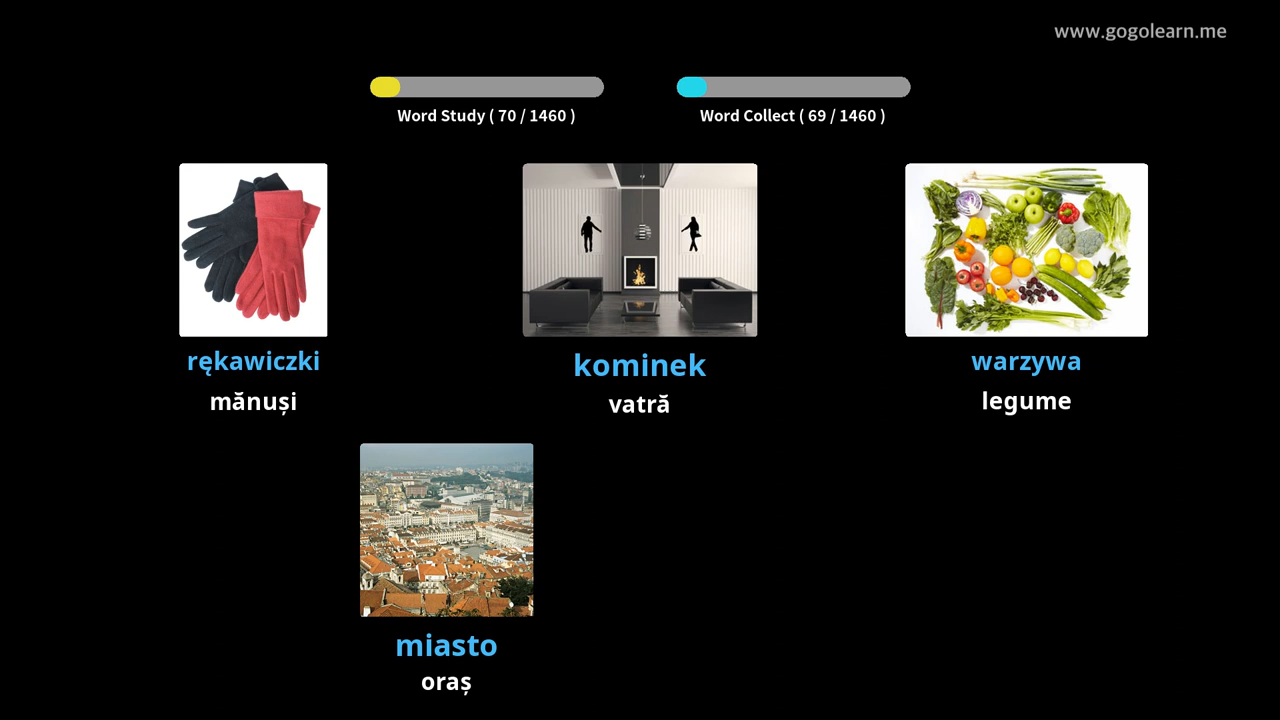 www.gogolearn.me
Word Study ( 70 / 1460 )
Word Collect ( 69 / 1460 )
rękawiczki
mănuși
kominek
vatră
warzywa
legume
miasto
oraș